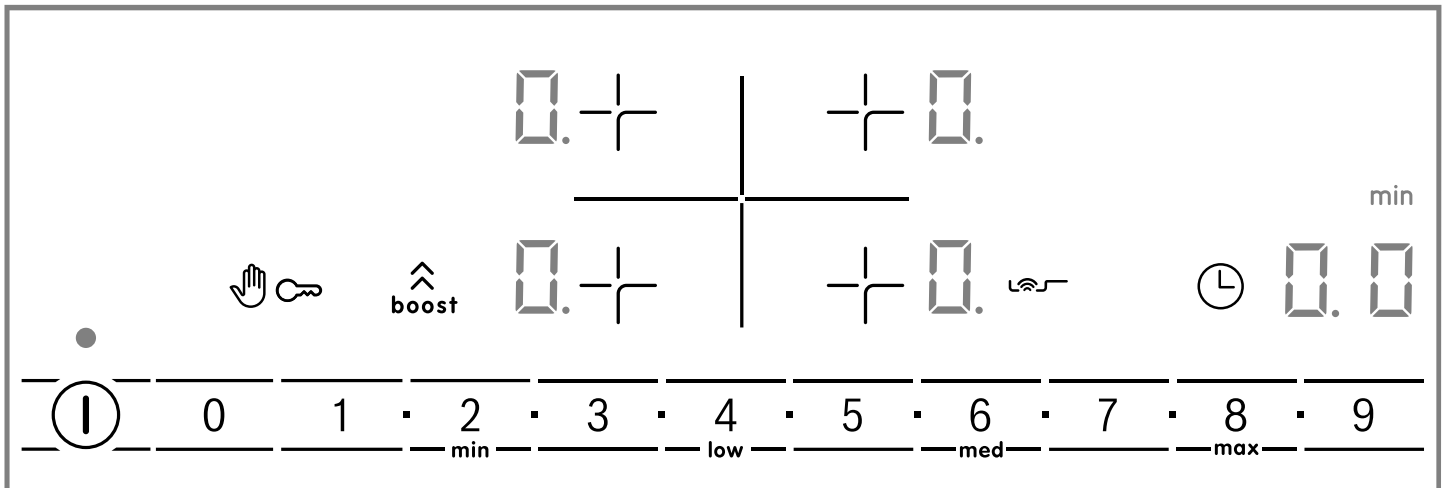 0. 0.
min
boost 0. 0. 0.0
0 1 · 2 · 3 · 4 · 5 · 6 · 7 · 8 · 9
min low med max